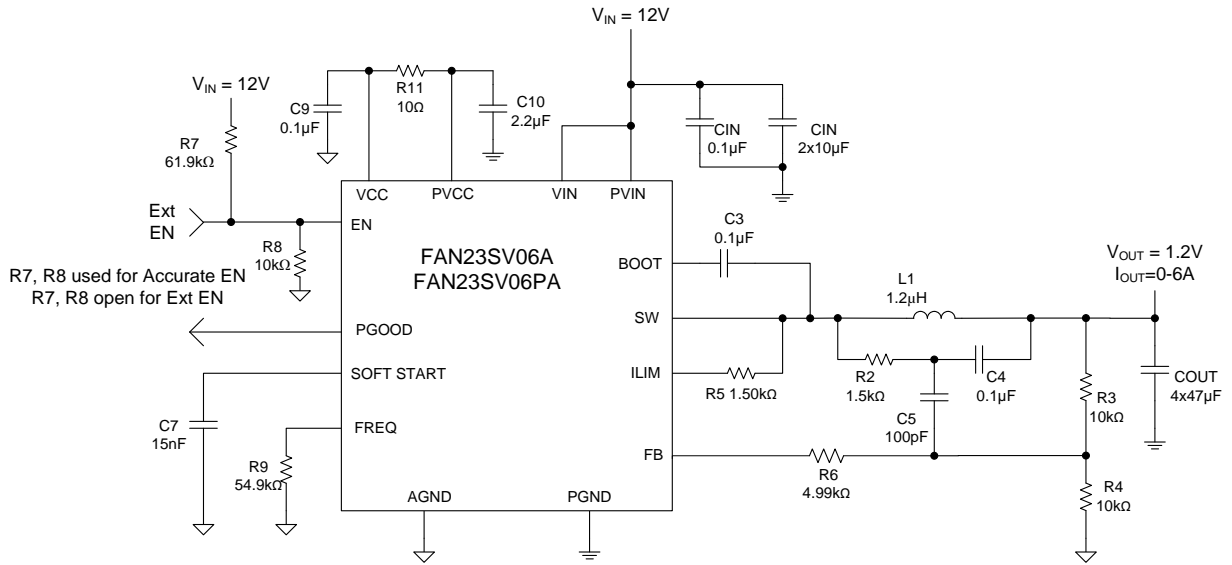 VIN = 12V
VIN = 12V
R11
10Ω
C9
0.1µF
C10
2.2µF
CIN
0.1µF
CIN
2x10µF
R7
61.9kΩ
VCC
PVCC
VIN
PVIN
Ext
EN
EN
R8
10kΩ
R7, R8 used for Accurate EN
R7, R8 open for Ext EN
FAN23SV06A
FAN23SV06PA
C3
0.1µF
BOOT
VOUT = 1.2V
IOUT=0-6A
L1
1.2µH
SW
PGOOD
SOFT START
ILIM
R5 1.50kΩ
R2
1.5kΩ
C4
0.1µF
C5
100pF
R3
10kΩ
COUT
4x47µF
C7
15nF
FREQ
R9
54.9kΩ
FB
R6
4.99kΩ
R4
10kΩ
AGND
PGND